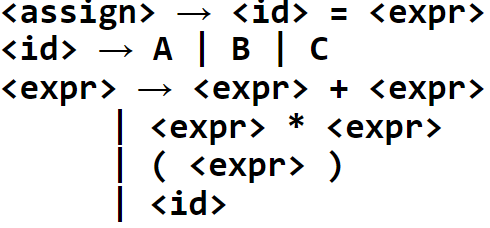 <assign> → <id> = <expr>
<id> → A | B | C
<expr> → <expr> + <expr>
| <expr> * <expr>
| ( <expr> )
| <id>